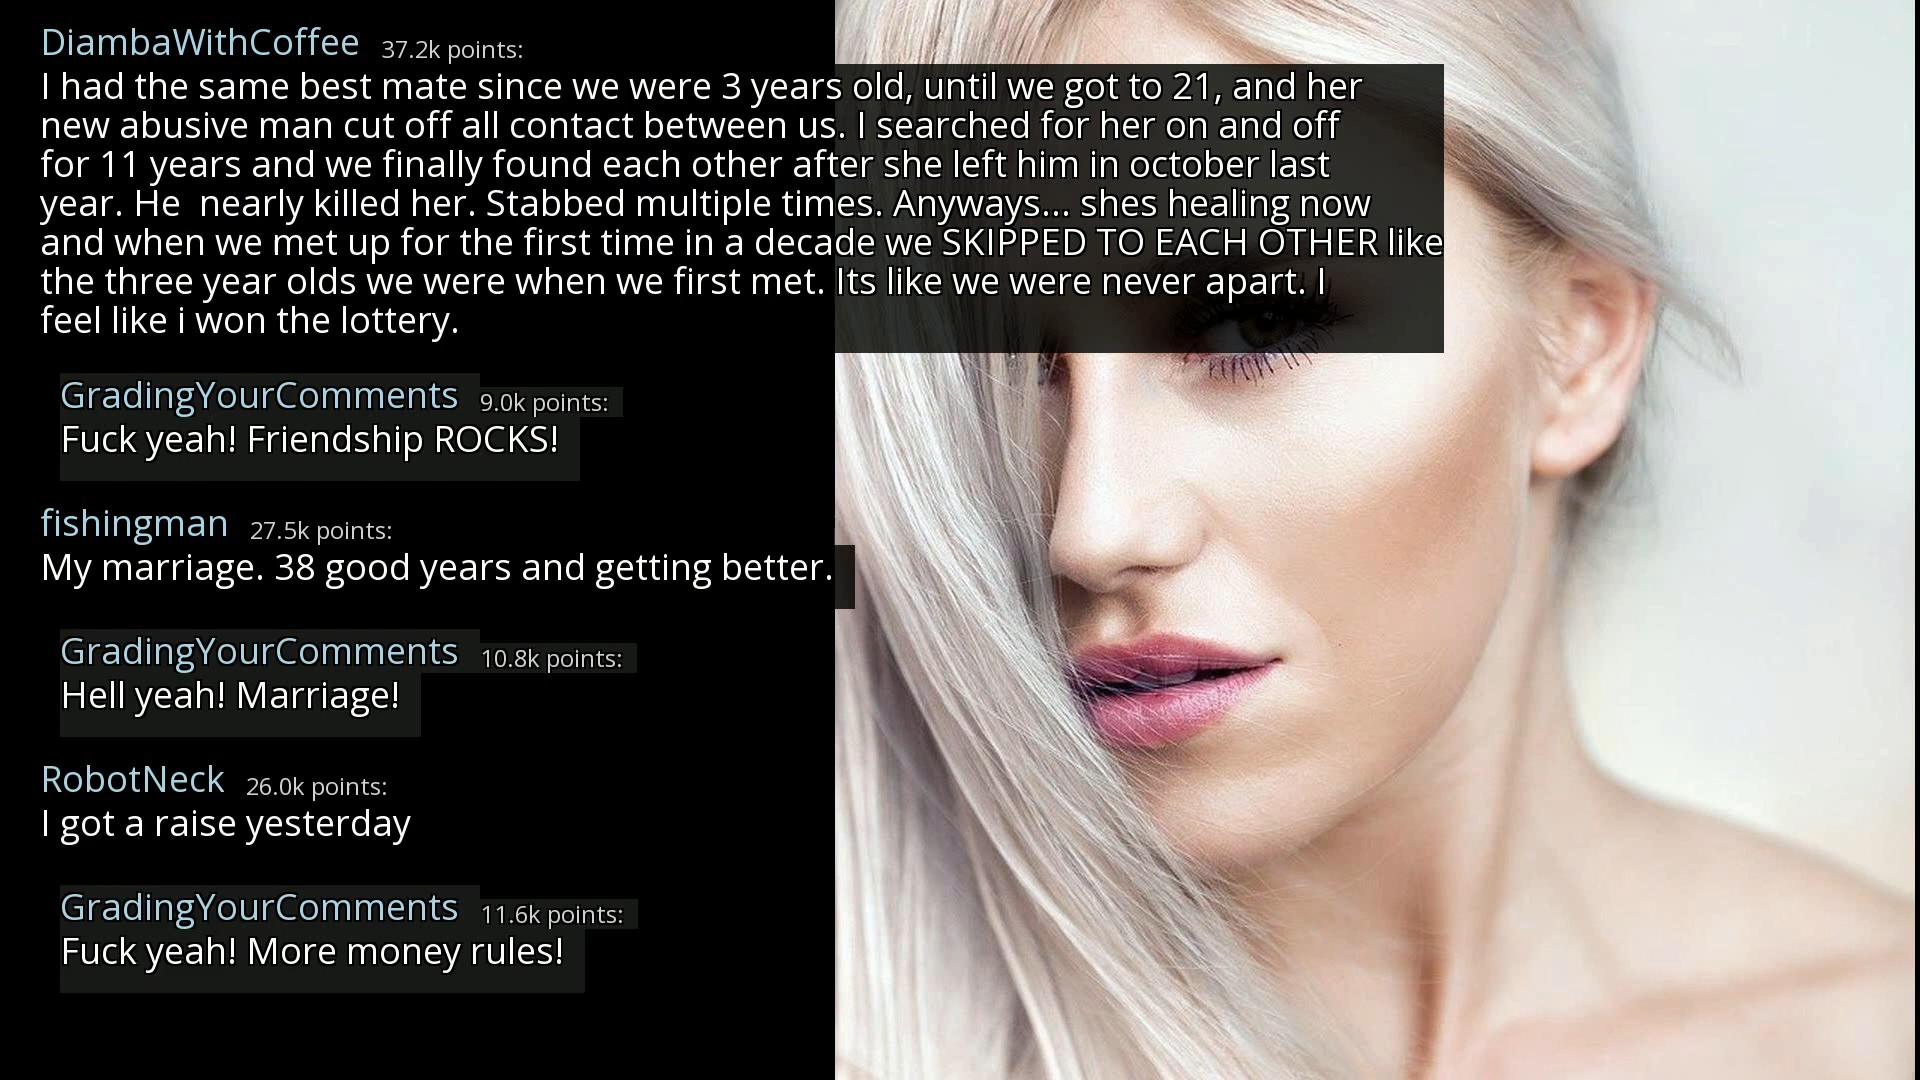 DiambaWithCoffee 37.2k points:
I had the same best mate since we were 3 years old, until we got to 21, and her
new abusive man cut off all contact between us. I searched for her on and off
for 11 years and we finally found each other after she left him in october last
year. He  nearly killed her. Stabbed multiple times. Anyways... shes healing now
and when we met up for the first time in a decade we SKIPPED TO EACH OTHER like
the three year olds we were when we first met. Its like we were never apart. I
feel like i won the lottery.
GradingYourComments 9.0k points:
Fuck yeah! Friendship ROCKS!
fishingman 27.5k points:
My marriage. 38 good years and getting better.
GradingYourComments 10.8k points:
Hell yeah! Marriage!
RobotNeck 26.0k points:
I got a raise yesterday
GradingYourComments 11.6k points:
Fuck yeah! More money rules!